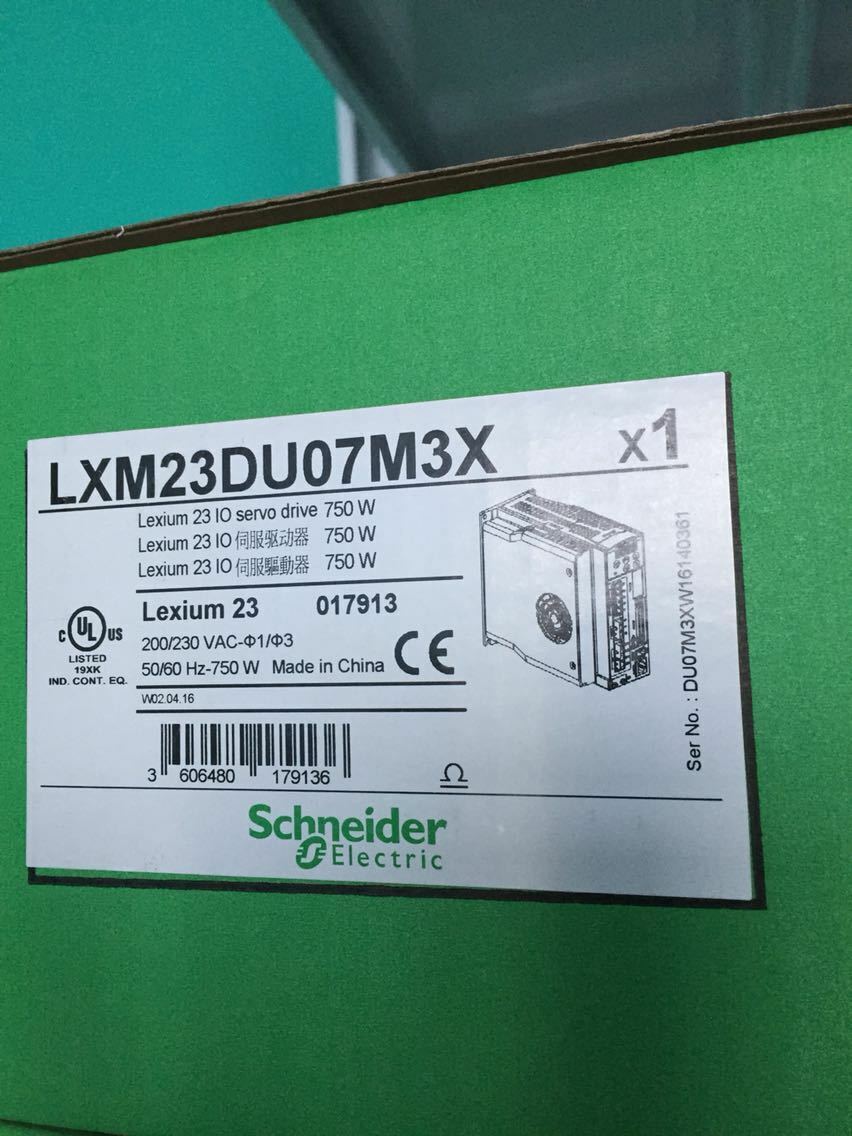 LXM23DU07M3X
x1
Lexium 23 IO servo drive 750 W
Lexium 23 IO 伺服驱动器 750 W
Lexium 23 IO 伺服驅動器 750 W
Lexium 23 017913
200/230 VAC-Φ1/Φ3
50/60 Hz-750 W Made in China
CE
C UL US
LISTED
19XK
IND. CONT. EQ.
W02.04.16
3 606480 179136
Ser No. : DU07M3XW16140361
Schneider
Electric